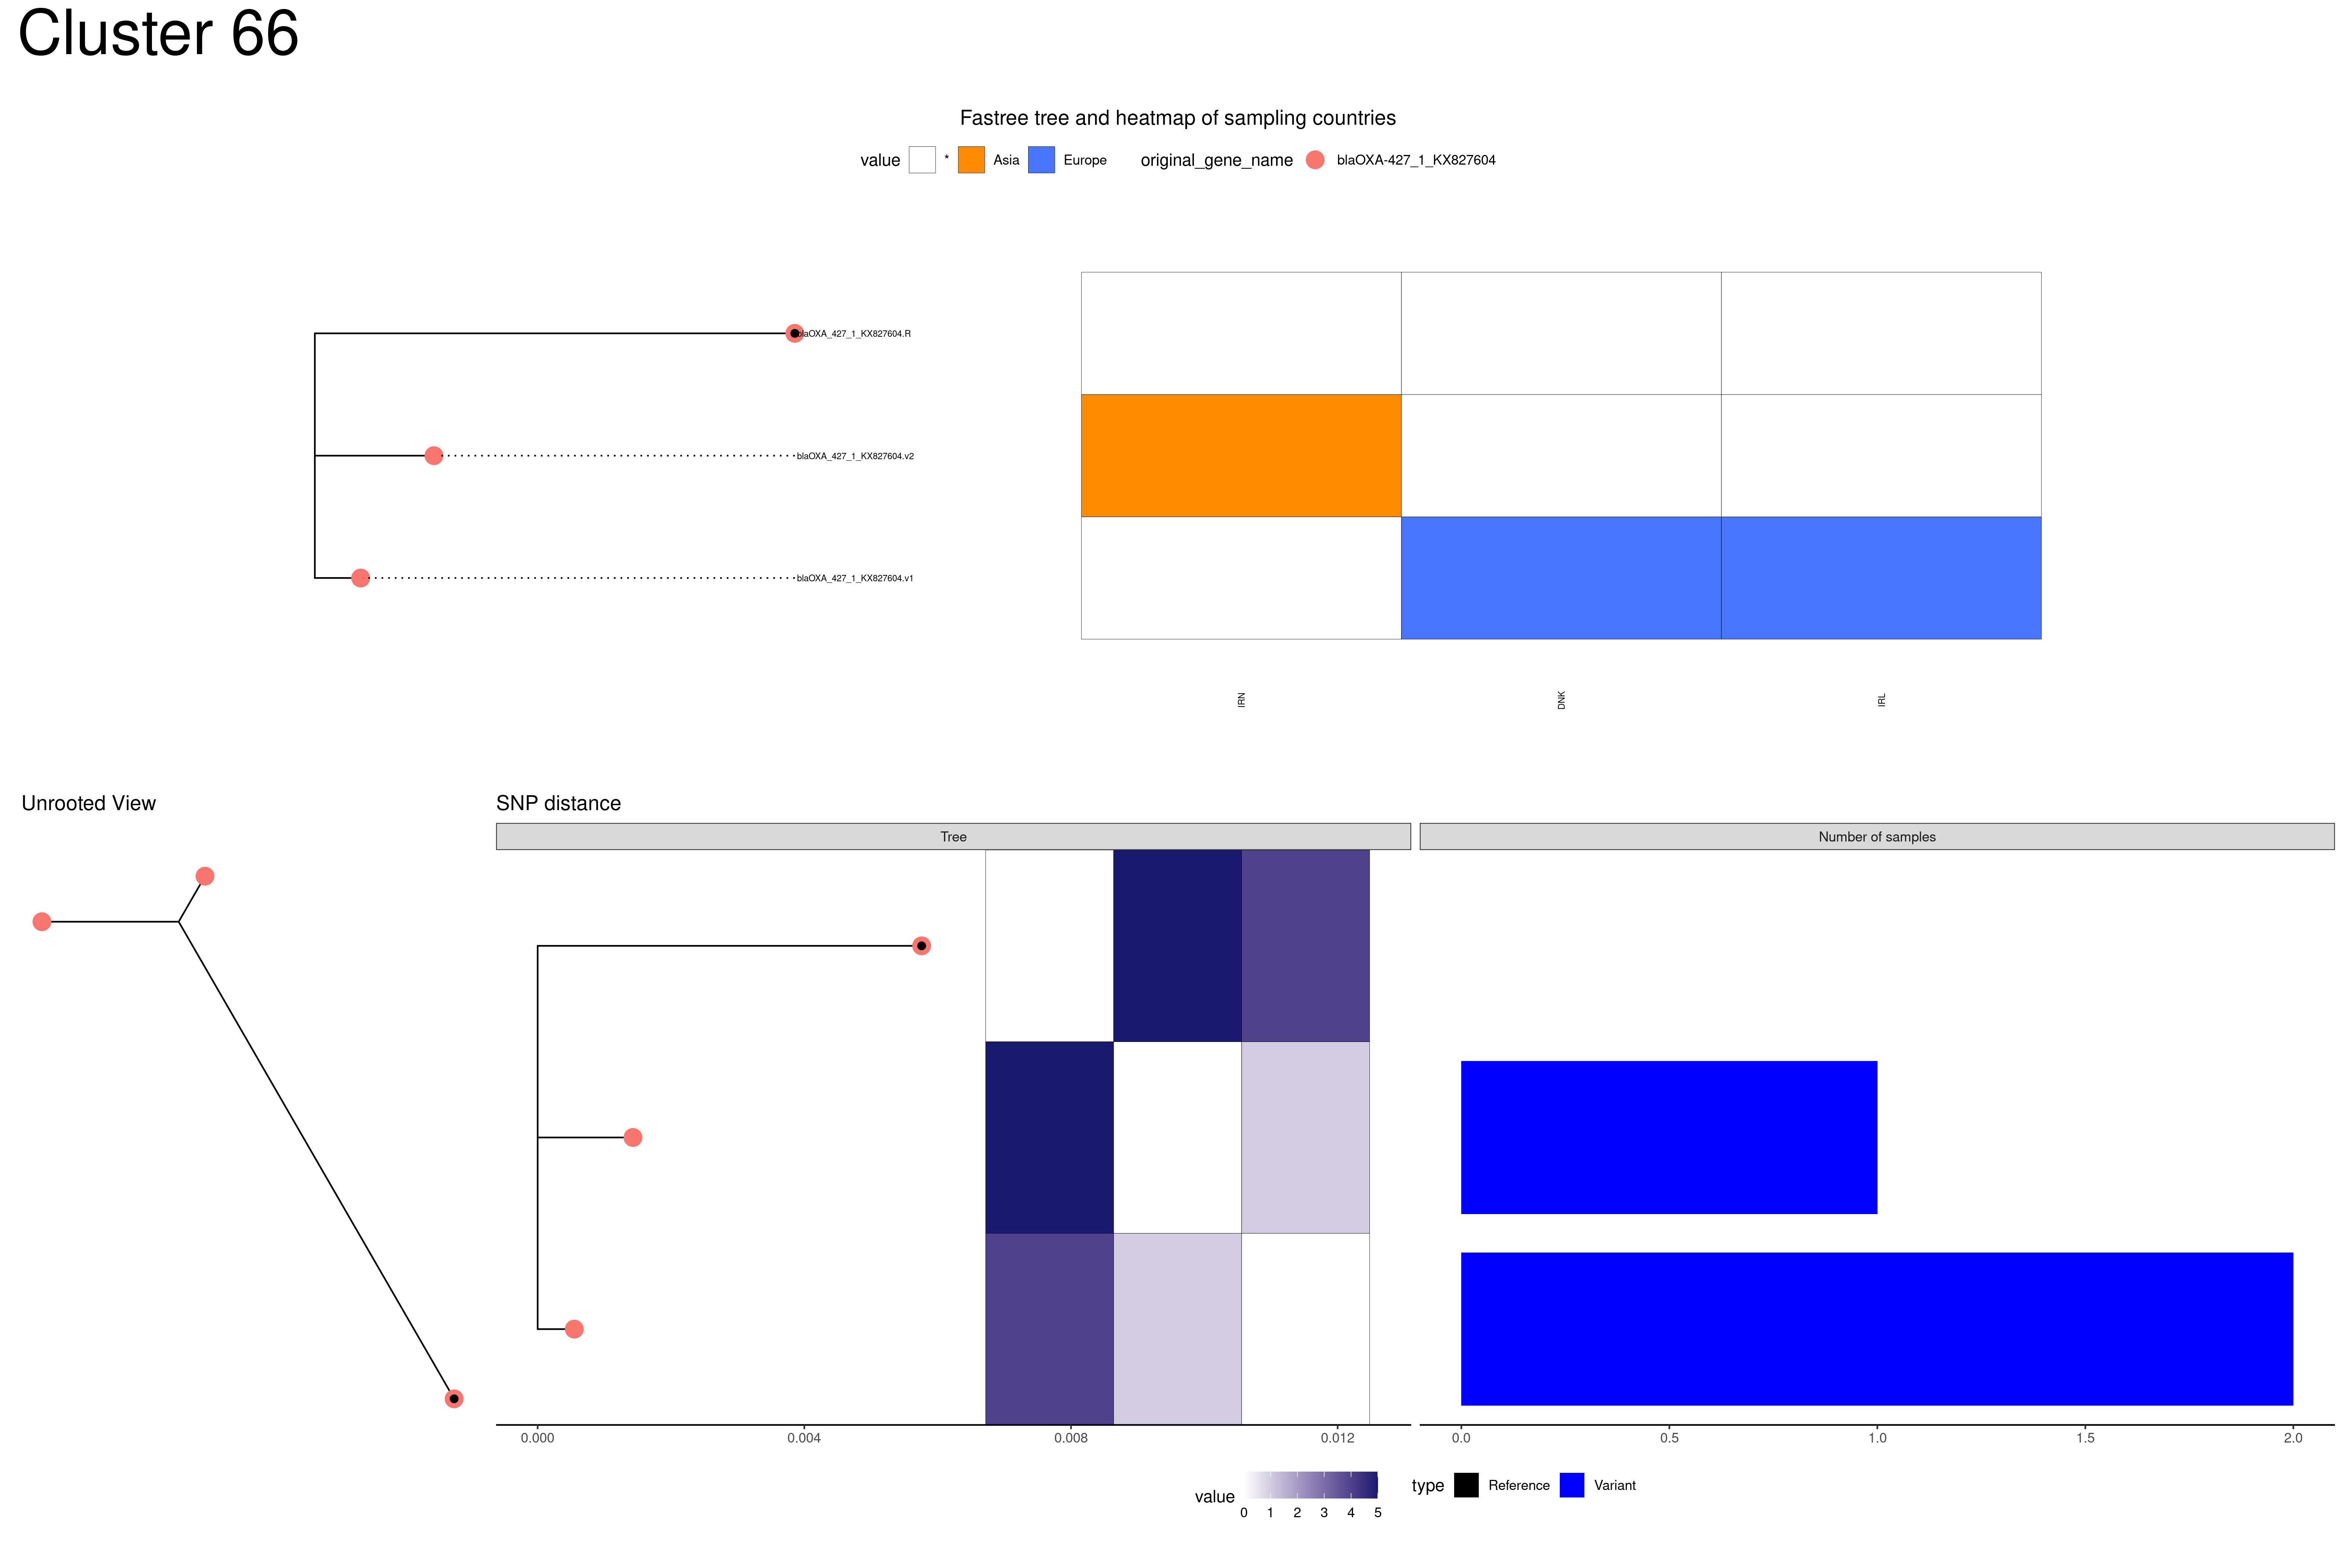 Cluster 66
Fastree tree and heatmap of sampling countries
value * Asia Europe original_gene_name blaOXA-427_1_KX827604
blaOXA_427_1_KX827604.R
blaOXA_427_1_KX827604.v2
blaOXA_427_1_KX827604.v1
IRN DNK IRL
Unrooted View SNP distance
Tree Number of samples
0.000 0.004 0.008 0.012 0.0 0.5 1.0 1.5 2.0
value 0 1 2 3 4 5 type Reference Variant